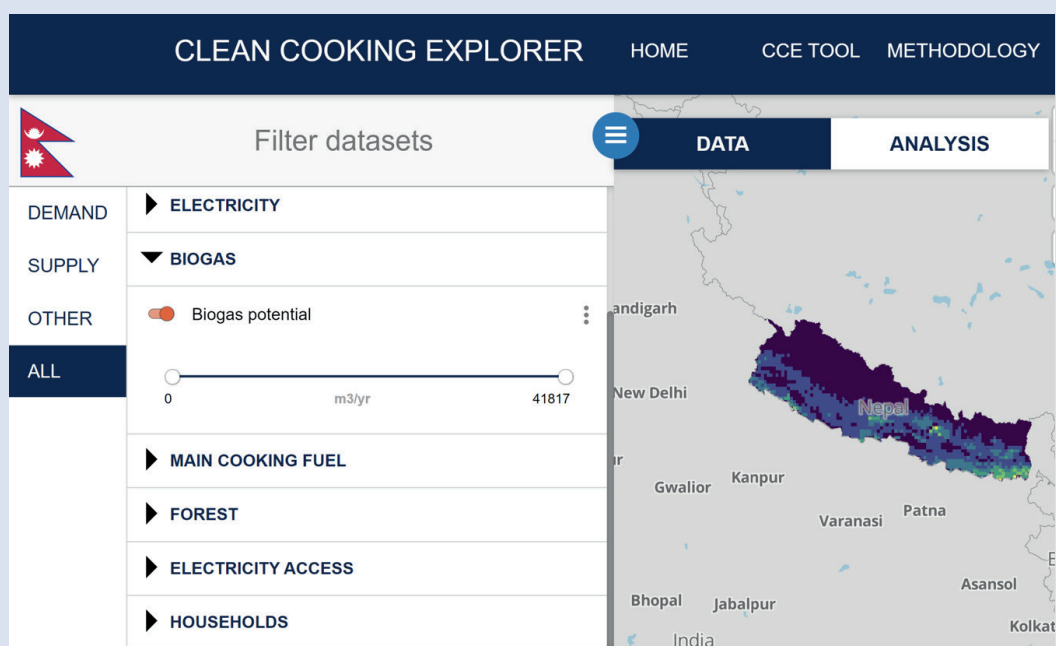 CLEAN COOKING EXPLORER
HOME
CCE TOOL
METHODOLOGY
Filter datasets
DATA
ANALYSIS
DEMAND
SUPPLY
OTHER
ALL
ELECTRICITY
BIOGAS
Biogas potential
0
m3/yr
41817
MAIN COOKING FUEL
FOREST
ELECTRICITY ACCESS
HOUSEHOLDS
andigarh
New Delhi
Nepal
Kanpur
Gwalior
Patna
Varanasi
Asansol
Bhopal
Jabalpur
Kolkat
India